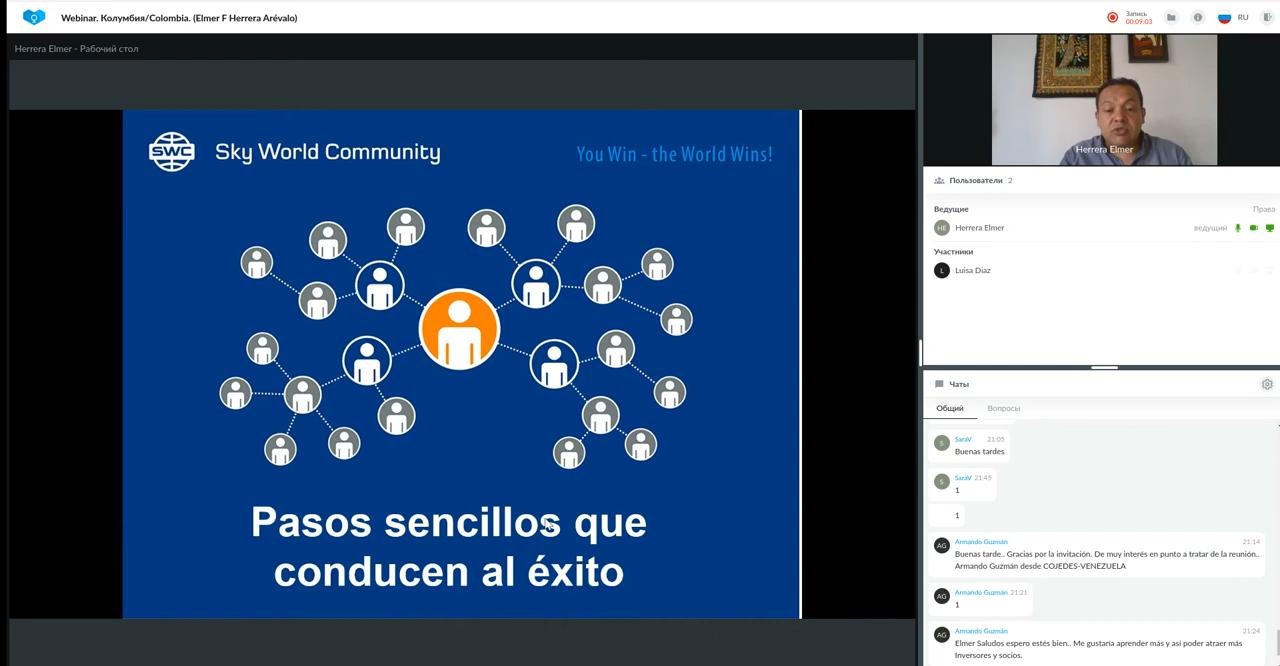 Webinar. Колумбия/Colombia. (Elmer F Herrera Arévalo)
Запись
00:09:03
RU
Herrera Elmer - Рабочий стол
SWC
Sky World Community
You Win - the World Wins!
Pasos sencillos que
conducen al éxito
Herrera Elmer
Пользователи 2
Ведущие Права
HE Herrera Elmer ведущий
Участники
L Luisa Diaz
Чаты
Общий Вопросы
S SaraV 21:05
Buenas tardes
S SaraV 21:45
1
1
AG Armando Guzmán 21:14
Buenas tarde.. Gracias por la invitación. De muy interés en punto a tratar de la reunión..
Armando Guzmán desde COJEDES-VENEZUELA
AG Armando Guzmán 21:21
1
AG Armando Guzmán 21:24
Elmer Saludos espero estés bien.. Me gustaría aprender más y así poder atraer más
Inversores y socios.